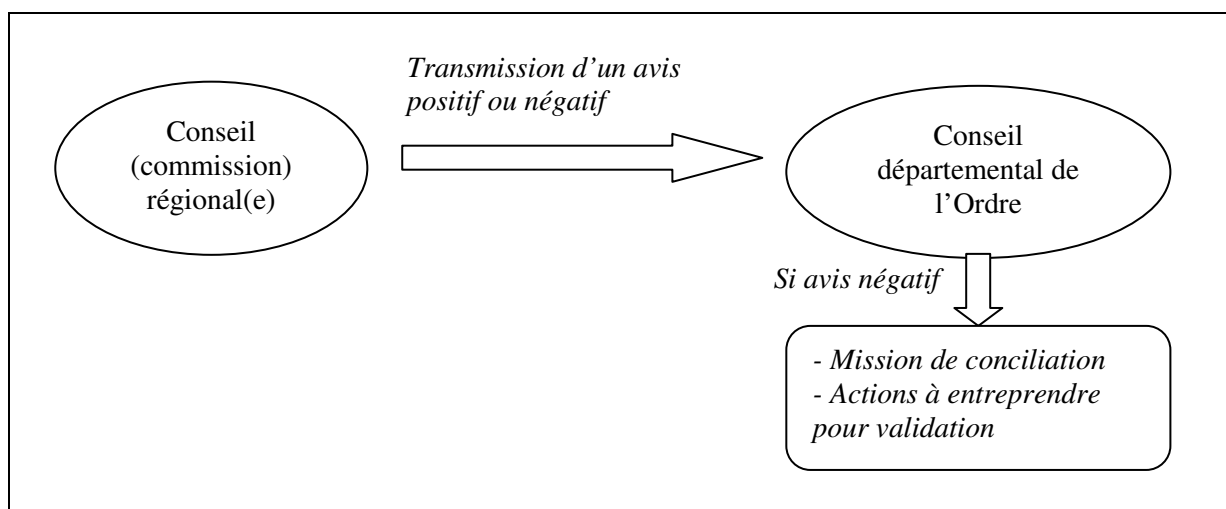 Transmission d'un avis
positif ou négatif
Conseil
(commission)
régional(e)
Conseil
départemental de
l'Ordre
Si avis négatif
- Mission de conciliation
- Actions à entreprendre
pour validation